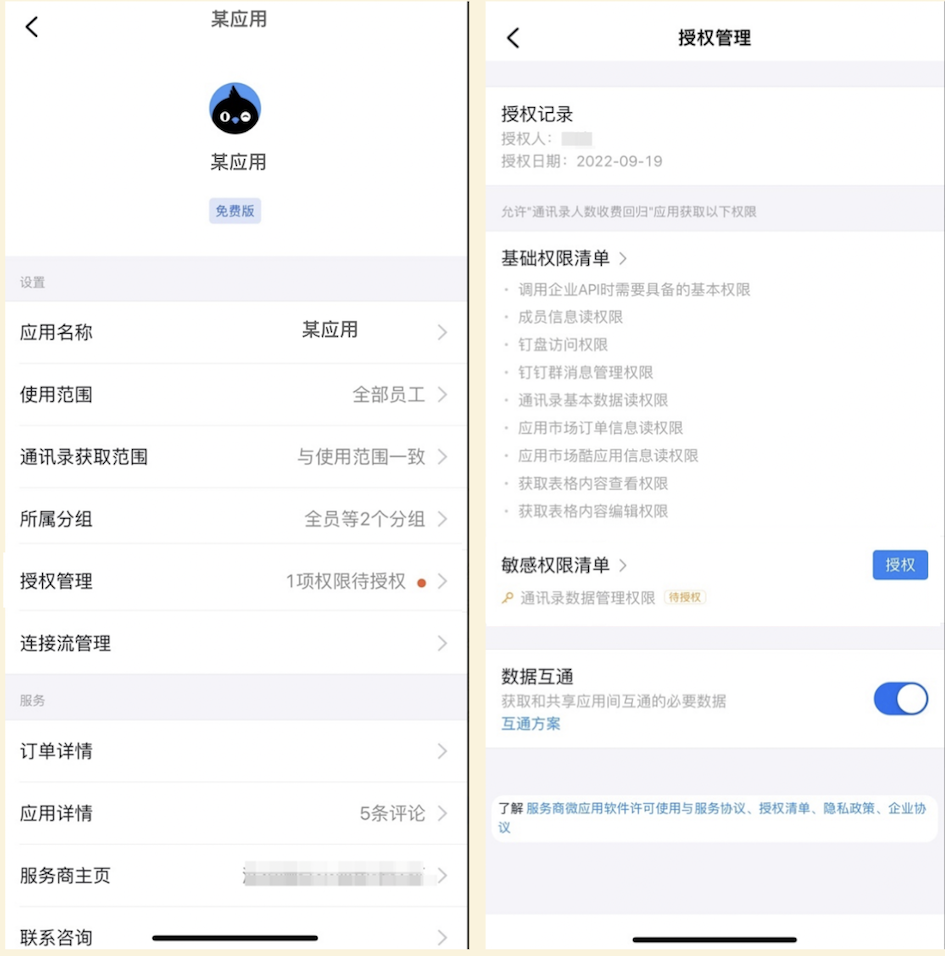 某应用
某应用
免费版
设置
应用名称 某应用
使用范围 全部员工
通讯录获取范围 与使用范围一致
所属分组 全员等2个分组
授权管理 1项权限待授权
连接流管理
服务
订单详情
应用详情 5条评论
服务商主页
联系咨询
授权管理
授权记录
授权人：
授权日期：2022-09-19
允许"通讯录人数收费回归"应用获取以下权限
基础权限清单
· 调用企业API时需要具备的基本权限
· 成员信息读权限
· 钉盘访问权限
· 钉钉群消息管理权限
· 通讯录基本数据读权限
· 应用市场订单信息读权限
· 应用市场酷应用信息读权限
· 获取表格内容查看权限
· 获取表格内容编辑权限
敏感权限清单 授权
通讯录数据管理权限 待授权
数据互通
获取和共享应用间互通的必要数据
互通方案
了解 服务商微应用软件许可使用与服务协议、授权清单、隐私政策、企业协
议